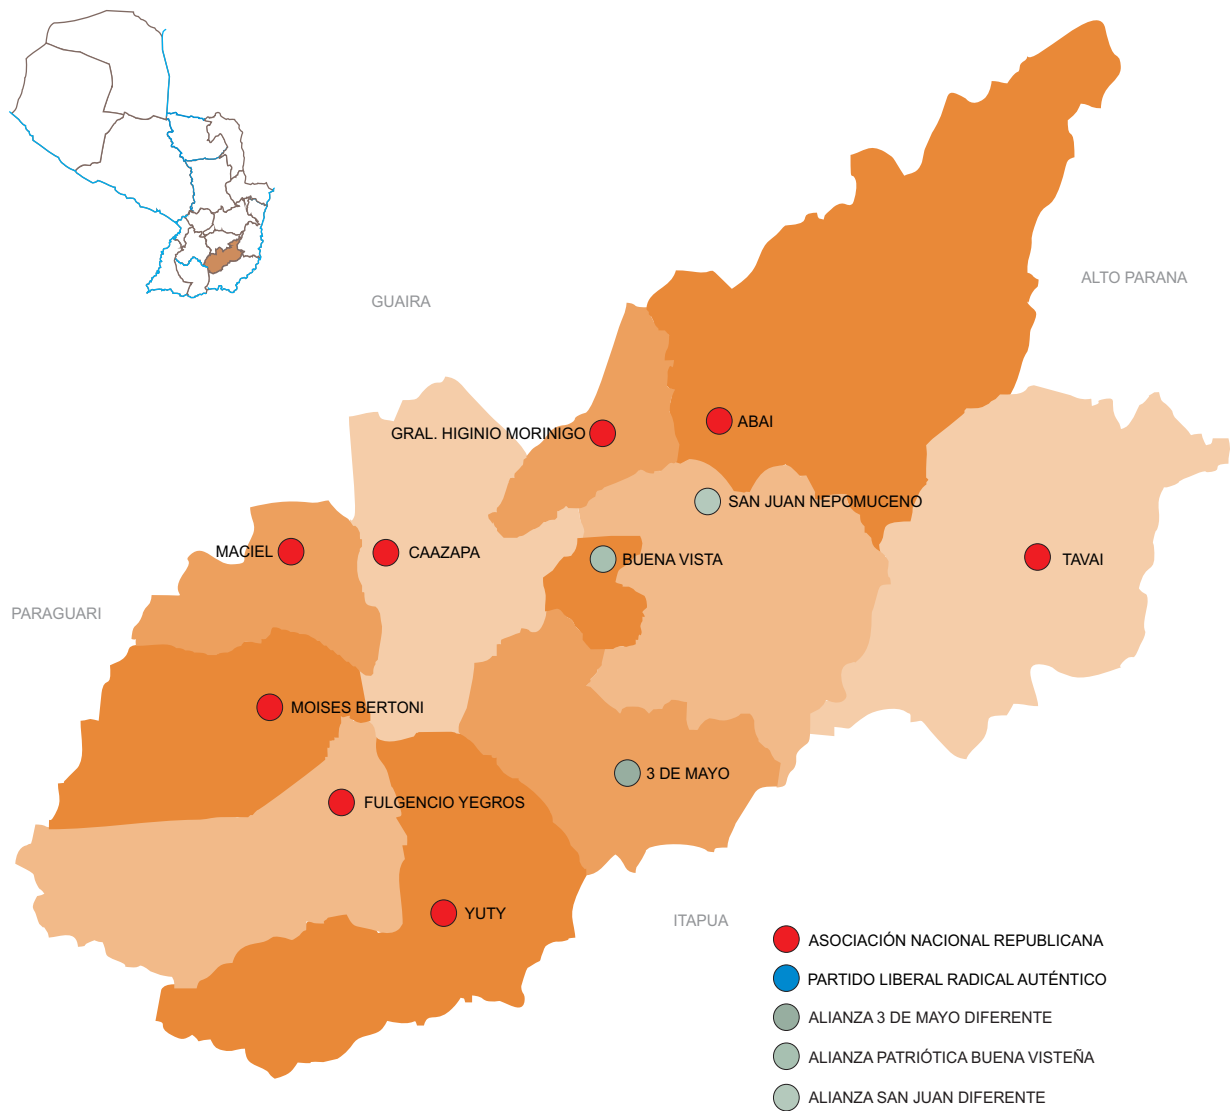 ALTO PARANA
GUAIRA
ABAI
GRAL. HIGINIO MORINIGO
SAN JUAN NEPOMUCENO
MACIEL
CAAZAPA
BUENA VISTA
TAVAI
PARAGUARI
MOISES BERTONI
3 DE MAYO
FULGENCIO YEGROS
YUTY
ITAPUA
ASOCIACIÓN NACIONAL REPUBLICANA
PARTIDO LIBERAL RADICAL AUTÉNTICO
ALIANZA 3 DE MAYO DIFERENTE
ALIANZA PATRIÓTICA BUENA VISTEÑA
ALIANZA SAN JUAN DIFERENTE